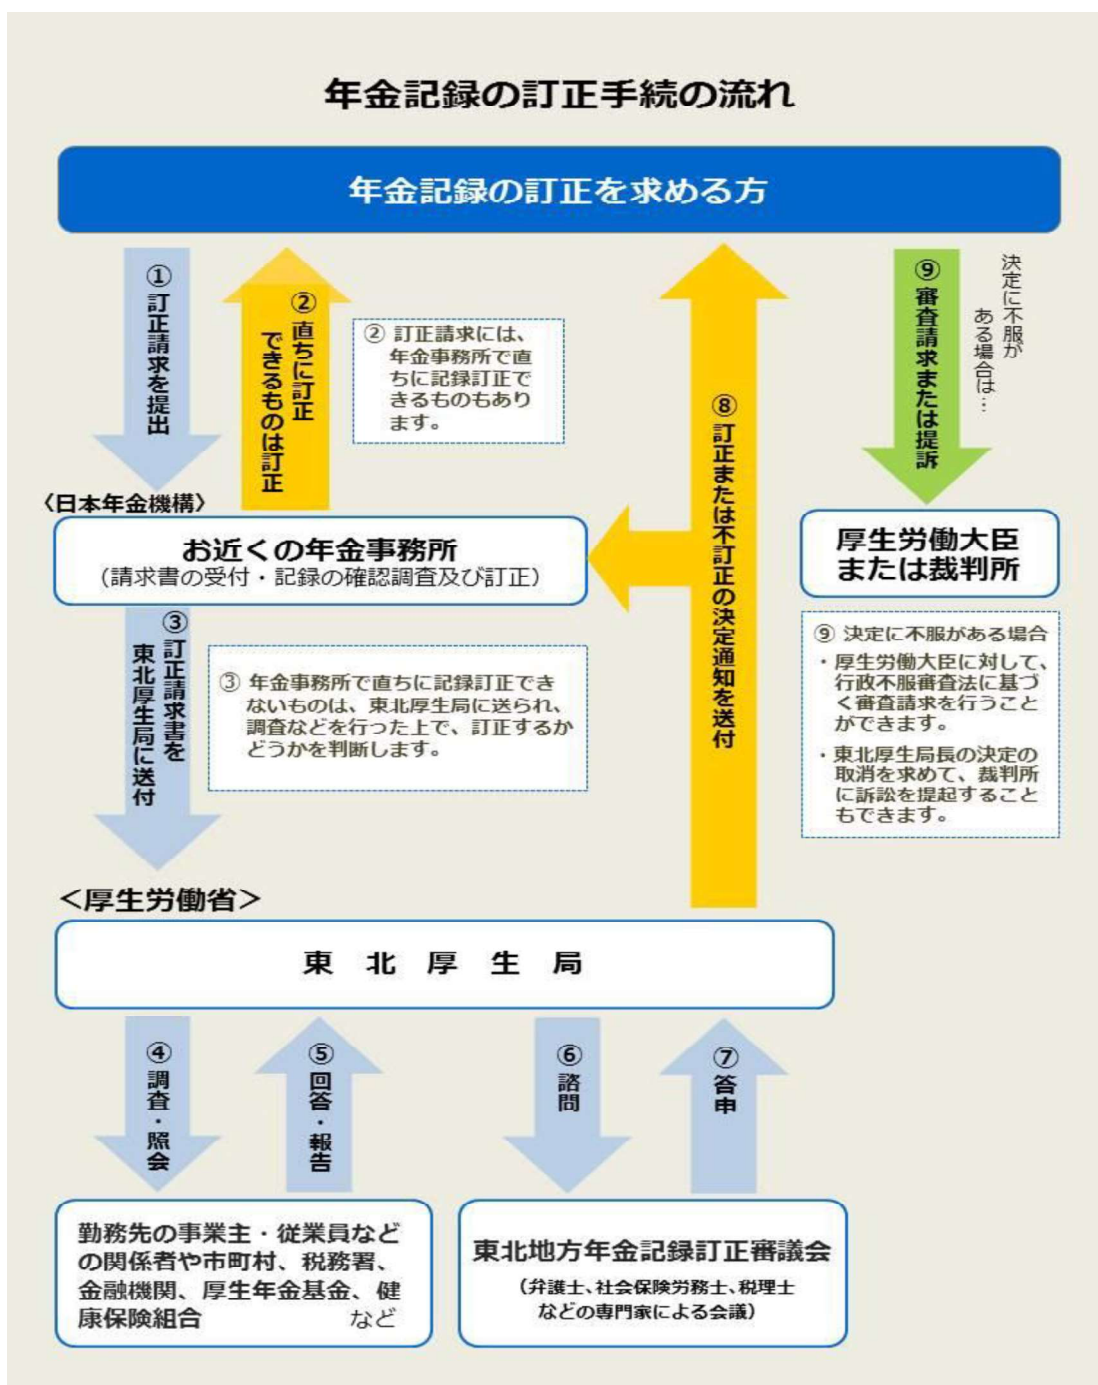 年金記録の訂正手続の流れ
年金記録の訂正を求める方
①訂正請求を提出
②直ちに訂正
できるものは訂正
② 訂正請求には、
年金事務所で直
ちに記録訂正で
きるものもあり
ます。
⑧訂正または不訂正の決定通知を送付
⑨審査請求または提訴
決定に不服が
ある場合は…
〈日本年金機構〉
お近くの年金事務所
（請求書の受付・記録の確認調査及び訂正）
厚生労働大臣
または裁判所
③訂正請求書を
東北厚生局に送付
③ 年金事務所で直ちに記録訂正でき
ないものは、東北厚生局に送られ、
調査などを行った上で、訂正するか
どうかを判断します。
⑨ 決定に不服がある場合
・厚生労働大臣に対して、
行政不服審査法に基づ
く審査請求を行うこと
ができます。
・東北厚生局長の決定の
取消を求めて、裁判所
に訴訟を提起すること
もできます。
＜厚生労働省＞
東北厚生局
④調査・照会
⑤回答・報告
⑥諮問
⑦答申
勤務先の事業主・従業員など
の関係者や市町村、税務署、
金融機関、厚生年金基金、健
康保険組合 など
東北地方年金記録訂正審議会
（弁護士、社会保険労務士、税理士
などの専門家による会議）